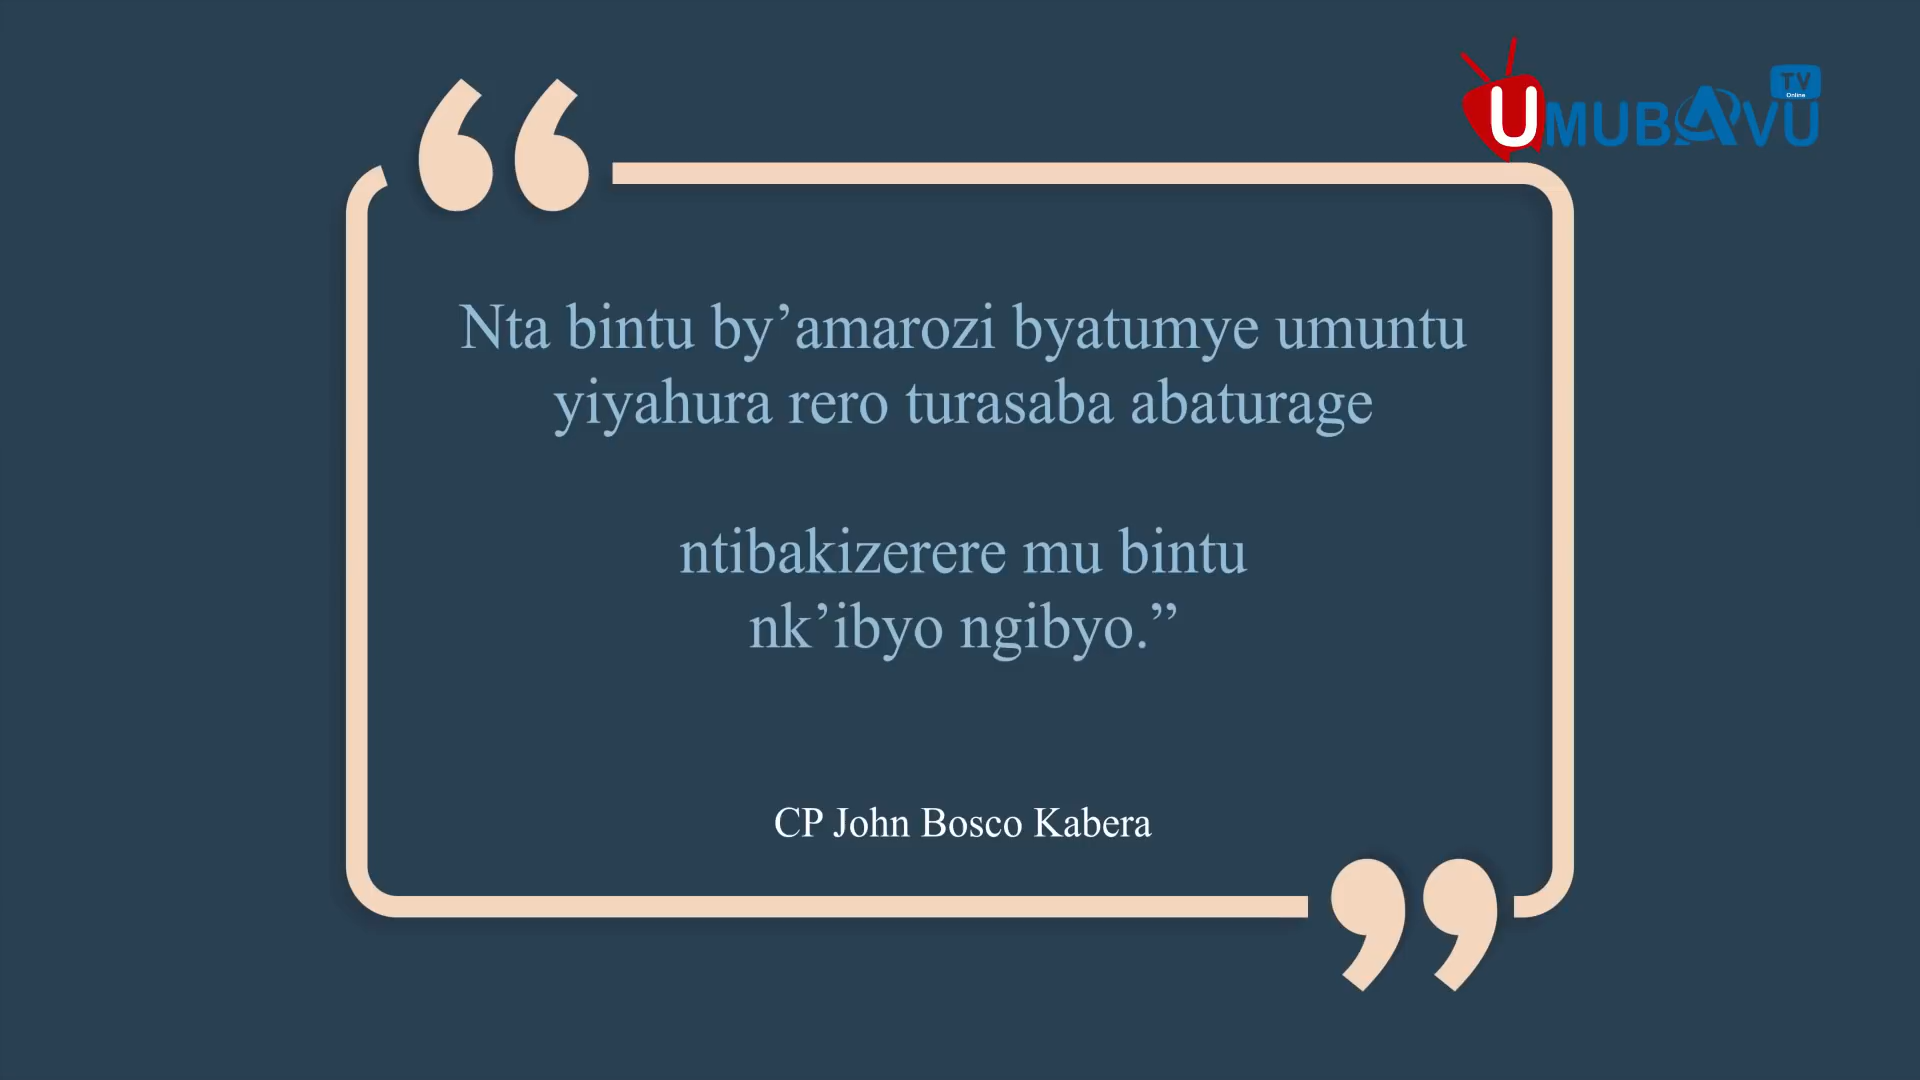 UMUBAVU
TV
Online
Nta bintu by’amarozi byatumye umuntu
yiyahura rero turasaba abaturage
ntibakizerere mu bintu
nk’ibyo ngibyo.”
CP John Bosco Kabera